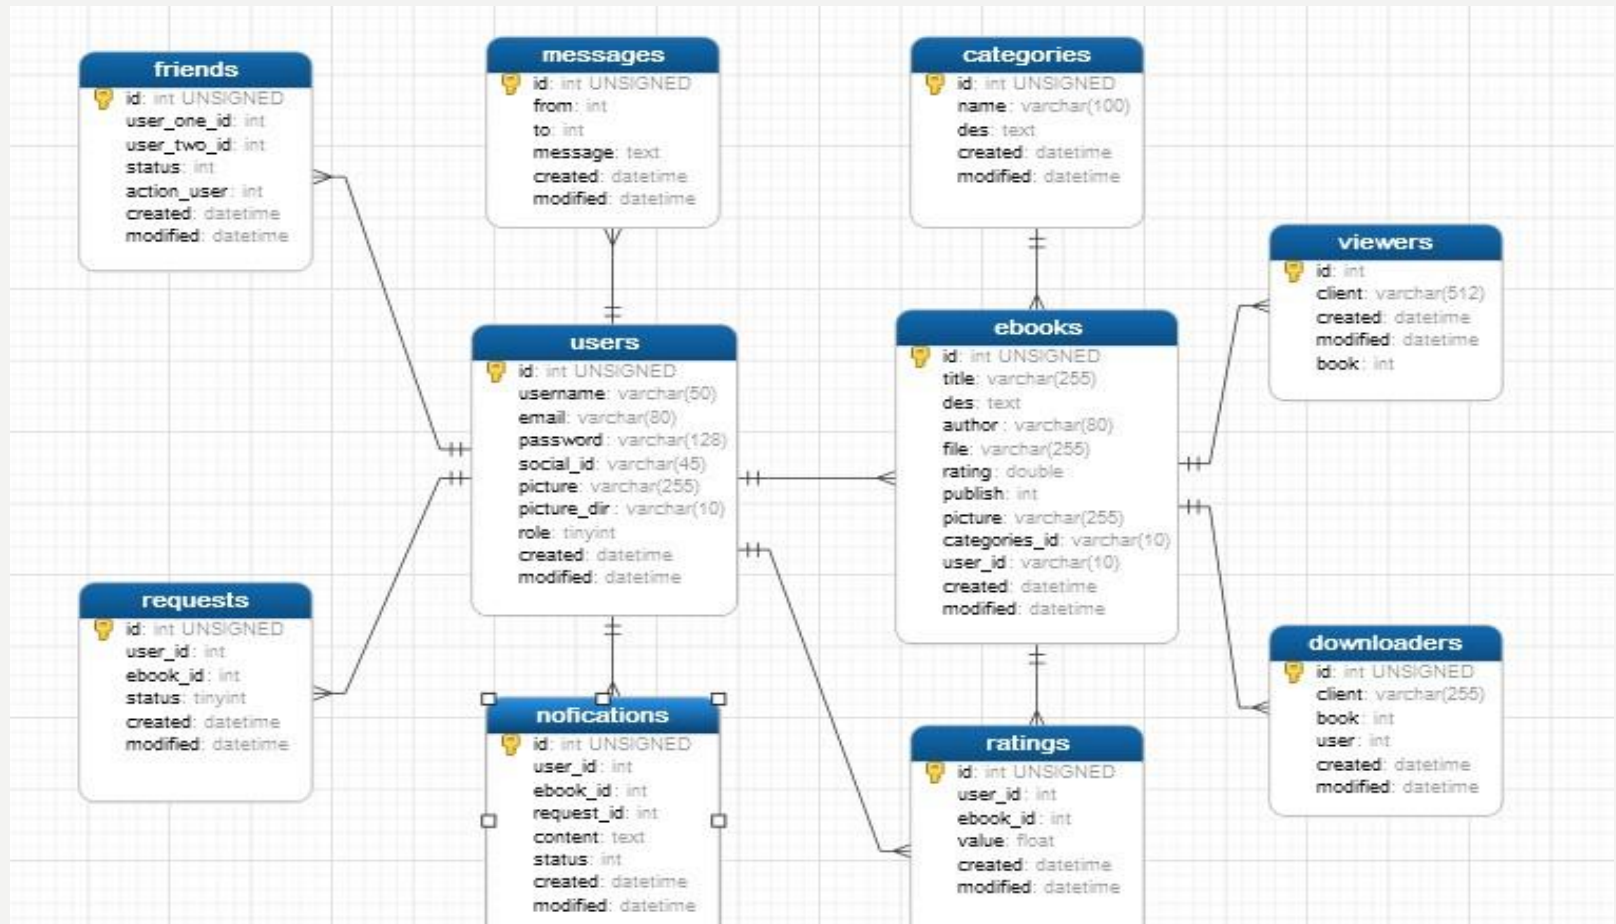 friends
id: int UNSIGNED
user_one_id: int
user_two_id: int
status: int
action_user: int
created: datetime
modified: datetime
messages
id: int UNSIGNED
from: int
to: int
message: text
created: datetime
modified: datetime
categories
id: int UNSIGNED
name: varchar(100)
des: text
created: datetime
modified: datetime
viewers
id: int
client: varchar(512)
created: datetime
modified: datetime
book: int
users
id: int UNSIGNED
username: varchar(50)
email: varchar(80)
password: varchar(128)
social_id: varchar(45)
picture: varchar(255)
picture_dir: varchar(10)
role: tinyint
created: datetime
modified: datetime
ebooks
id: int UNSIGNED
title: varchar(255)
des: text
author: varchar(80)
file: varchar(255)
rating: double
publish: int
picture: varchar(255)
categories_id: varchar(10)
user_id: varchar(10)
created: datetime
modified: datetime
requests
id: int UNSIGNED
user_id: int
ebook_id: int
status: tinyint
created: datetime
modified: datetime
nofications
id: int UNSIGNED
user_id: int
ebook_id: int
request_id: int
content: text
status: int
created: datetime
modified: datetime
ratings
id: int UNSIGNED
user_id: int
ebook_id: int
value: float
created: datetime
modified: datetime
downloaders
id: int UNSIGNED
client: varchar(255)
book: int
user: int
created: datetime
modified: datetime